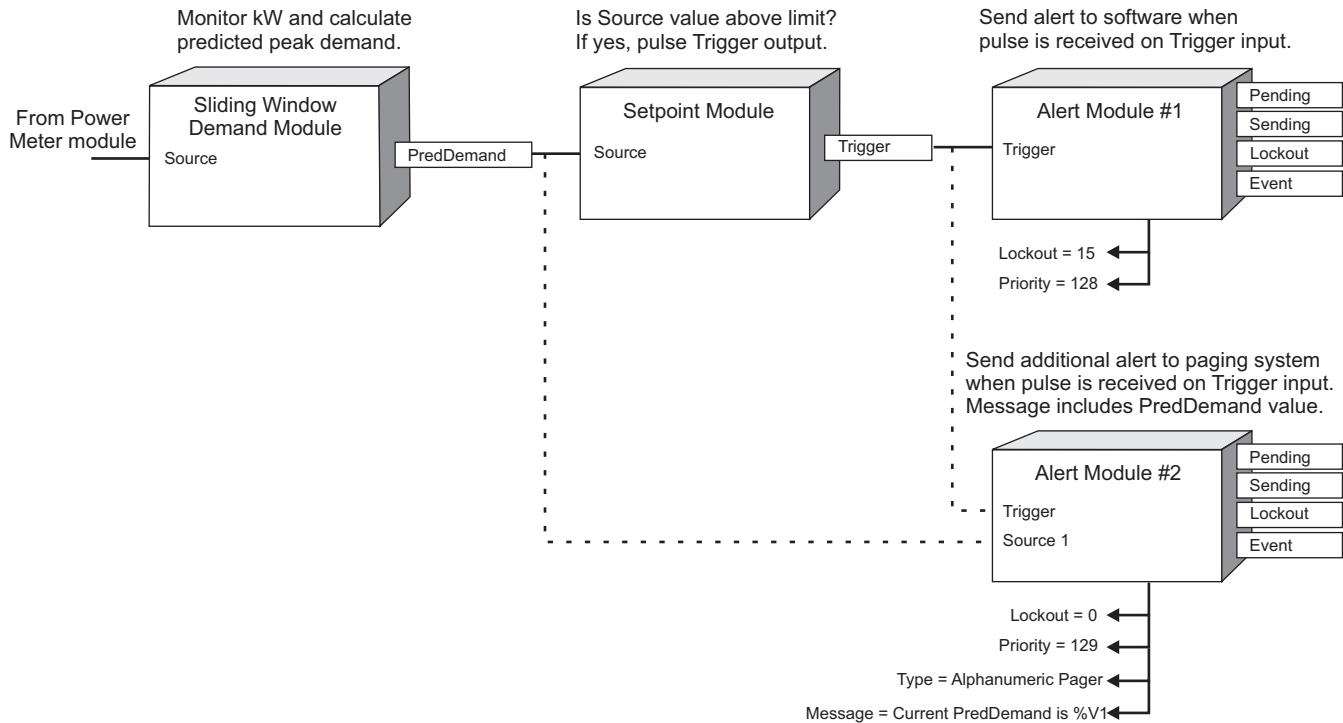 Monitor kW and calculate
predicted peak demand.
Is Source value above limit?
If yes, pulse Trigger output.
Send alert to software when
pulse is received on Trigger input.
From Power
Meter module
Sliding Window
Demand Module
Source
PredDemand
Setpoint Module
Source
Trigger
Alert Module #1
Trigger
Pending
Sending
Lockout
Event
Lockout = 15
Priority = 128
Send additional alert to paging system
when pulse is received on Trigger input.
Message includes PredDemand value.
Alert Module #2
Trigger
Source 1
Pending
Sending
Lockout
Event
Lockout = 0
Priority = 129
Type = Alphanumeric Pager
Message = Current PredDemand is %V1